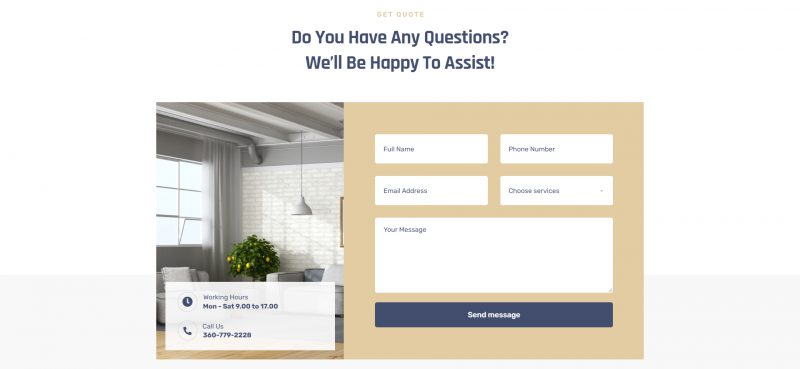 GET QUOTE
Do You Have Any Questions?
We'll Be Happy To Assist!
Full Name
Phone Number
Email Address
Choose services
Your Message
Send message
Working Hours
Mon - Sat 9.00 to 17.00
Call Us
360-779-2228